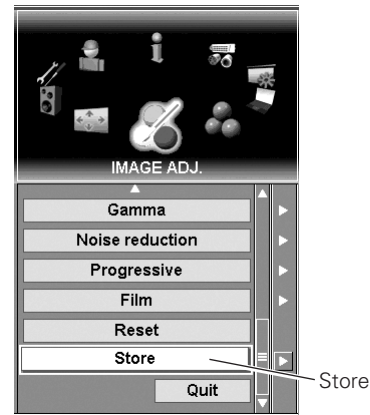 IMAGE ADJ.
Gamma
Noise reduction
Progressive
Film
Reset
Store
Store
Quit